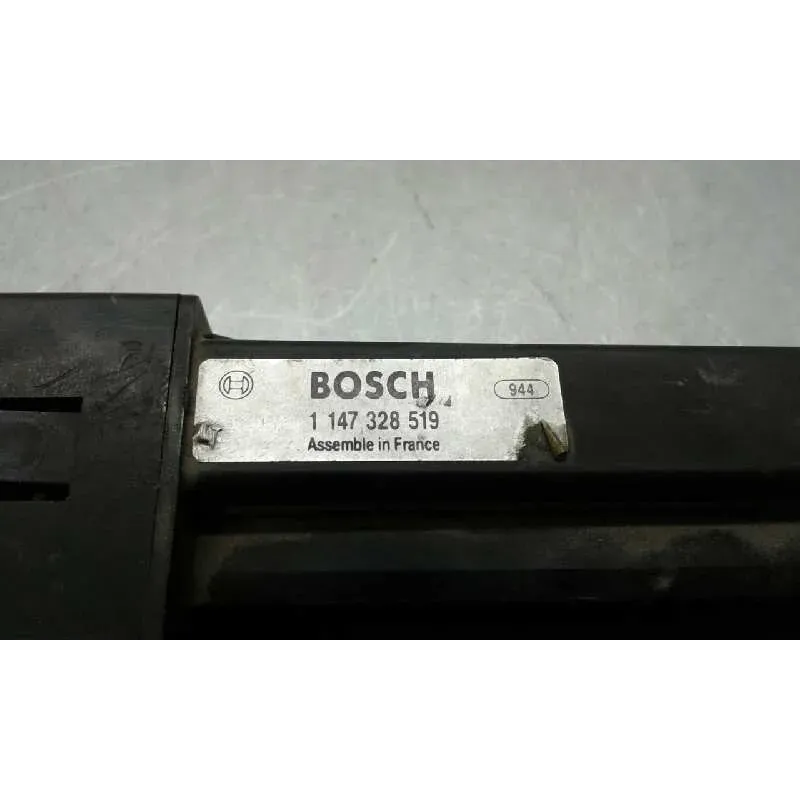 BOSCH
944
1 147 328 519
Assemble in France